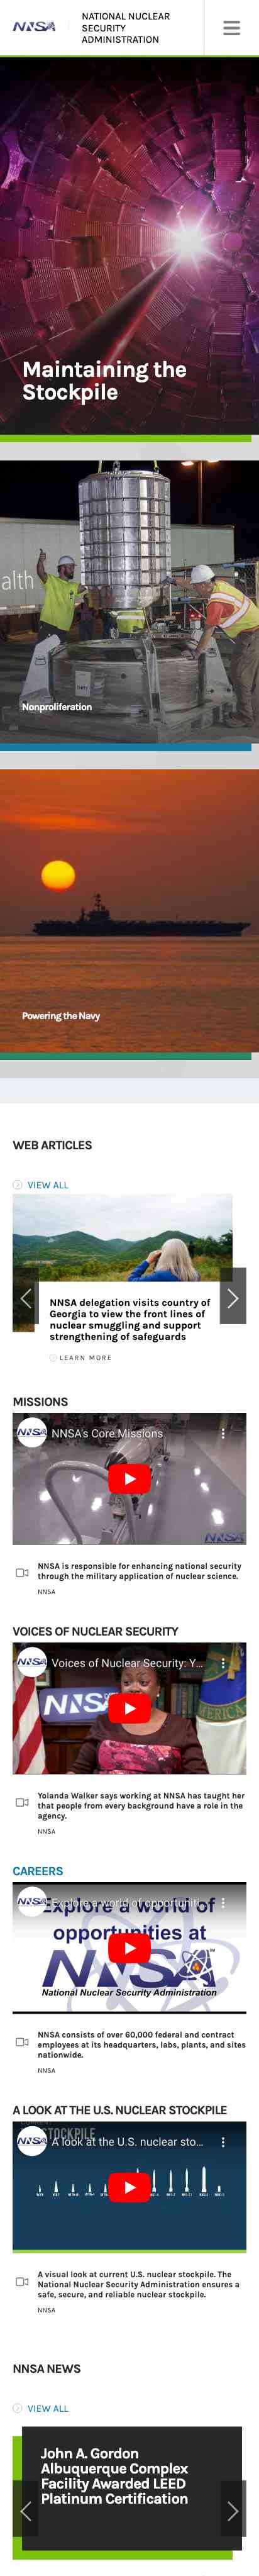 NNSA
NATIONAL NUCLEAR
SECURITY
ADMINISTRATION
Maintaining the
Stockpile
alth
Nonproliferation
Powering the Navy
WEB ARTICLES
VIEW ALL
NNSA delegation visits country of
Georgia to view the front lines of
nuclear smuggling and support
strengthening of safeguards
LEARN MORE
MISSIONS
NNSA
NNSA's Core Missions
NNSA
NNSA is responsible for enhancing national security
through the military application of nuclear science.
NNSA
VOICES OF NUCLEAR SECURITY
NNSA
Voices of Nuclear Security: Y...
NNS
MERICA
Yolanda Walker says working at NNSA has taught her
that people from every background have a role in the
agency.
NNSA
CAREERS
NNSA
Explore a world of opportuniti...
Explore a world of
opportunities at
NNSA
National Nuclear Security Administration
NNSA consists of over 60,000 federal and contract
employees at its headquarters, labs, plants, and sites
nationwide.
NNSA
A LOOK AT THE U.S. NUCLEAR STOCKPILE
STOCKPILE
NNSA
A look at the U.S. nuclear sto...
A visual look at current U.S. nuclear stockpile. The
National Nuclear Security Administration ensures a
safe, secure, and reliable nuclear stockpile.
NNSA
NNSA NEWS
VIEW ALL
John A. Gordon
Albuquerque Complex
Facility Awarded LEED
Platinum Certification